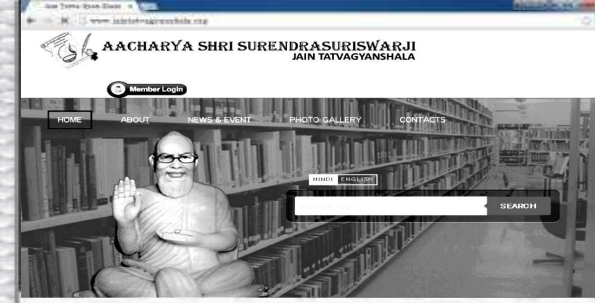 AACHARYA SHRI SURENDRASURISWARJI
JAIN TATVAGYANSHALA
Member Login
HOME ABOUT NEWS & EVENT PHOTO GALLERY CONTACTS
HINDI ENGLISH
SEARCH